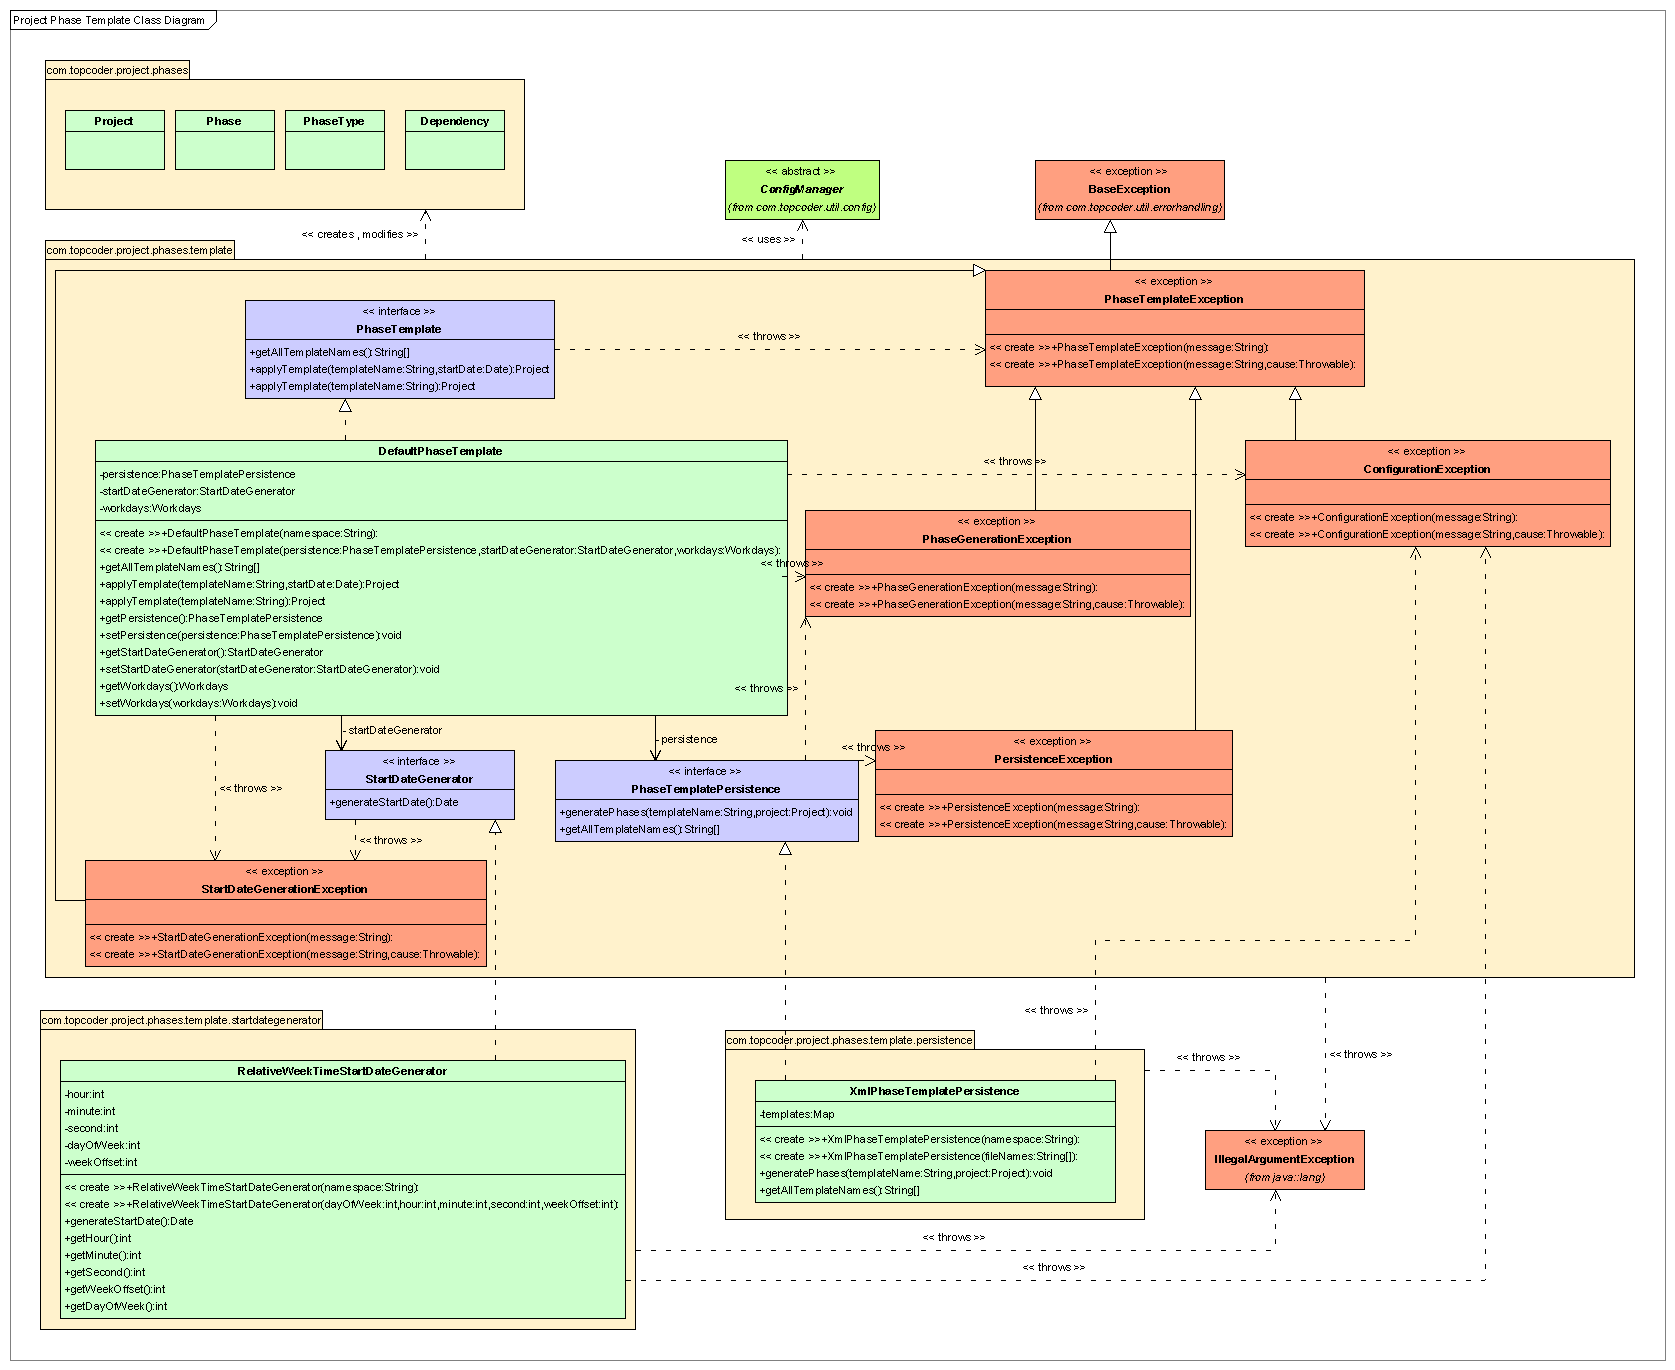 Project Phase Template Class Diagram
com.topcoder.project.phases
Project
Phase
PhaseType
Dependency
<< abstract >>
ConfigManager
(from com.topcoder.util.config)
<< exception >>
BaseException
(from com.topcoder.util.errorhandling)
<< creates , modifies >>
<< uses >>
com.topcoder.project.phases.template
<< exception >>
PhaseTemplateException
<< create >>+PhaseTemplateException(message:String):
<< create >>+PhaseTemplateException(message:String,cause:Throwable):
<< interface >>
PhaseTemplate
+getAllTemplateNames():String[]
+applyTemplate(templateName:String,startDate:Date):Project
+applyTemplate(templateName:String):Project
<< throws >>
DefaultPhaseTemplate
-persistence:PhaseTemplatePersistence
-startDateGenerator:StartDateGenerator
-workdays:Workdays
<< create >>+DefaultPhaseTemplate(namespace:String):
<< create >>+DefaultPhaseTemplate(persistence:PhaseTemplatePersistence,startDateGenerator:StartDateGenerator,workdays:Workdays):
+getAllTemplateNames():String[]
+applyTemplate(templateName:String,startDate:Date):Project
+applyTemplate(templateName:String):Project
+getPersistence():PhaseTemplatePersistence
+setPersistence(persistence:PhaseTemplatePersistence):void
+getStartDateGenerator():StartDateGenerator
+setStartDateGenerator(startDateGenerator:StartDateGenerator):void
+getWorkdays():Workdays
+setWorkdays(workdays:Workdays):void
<< throws >>
<< exception >>
ConfigurationException
<< create >>+ConfigurationException(message:String):
<< create >>+ConfigurationException(message:String,cause:Throwable):
<< throws >>
<< exception >>
PhaseGenerationException
<< create >>+PhaseGenerationException(message:String):
<< create >>+PhaseGenerationException(message:String,cause:Throwable):
<< throws >>
- startDateGenerator
- persistence
<< throws >>
<< interface >>
StartDateGenerator
+generateStartDate():Date
<< interface >>
PhaseTemplatePersistence
+generatePhases(templateName:String,project:Project):void
+getAllTemplateNames():String[]
<< throws >>
<< exception >>
PersistenceException
<< create >>+PersistenceException(message:String):
<< create >>+PersistenceException(message:String,cause:Throwable):
<< throws >>
<< exception >>
StartDateGenerationException
<< create >>+StartDateGenerationException(message:String):
<< create >>+StartDateGenerationException(message:String,cause:Throwable):
com.topcoder.project.phases.template.startdategenerator
RelativeWeekTimeStartDateGenerator
-hour:int
-minute:int
-second:int
-dayOfWeek:int
-weekOffset:int
<< create >>+RelativeWeekTimeStartDateGenerator(namespace:String):
<< create >>+RelativeWeekTimeStartDateGenerator(dayOfWeek:int,hour:int,minute:int,second:int,weekOffset:int):
+generateStartDate():Date
+getHour():int
+getMinute():int
+getSecond():int
+getWeekOffset():int
+getDayOfWeek():int
<< throws >>
com.topcoder.project.phases.template.persistence
XmlPhaseTemplatePersistence
-templates:Map
<< create >>+XmlPhaseTemplatePersistence(namespace:String):
<< create >>+XmlPhaseTemplatePersistence(fileNames:String[]):
+generatePhases(templateName:String,project:Project):void
+getAllTemplateNames():String[]
<< throws >>
<< throws >>
<< exception >>
IllegalArgumentException
(from java::lang)
<< throws >>
<< throws >>